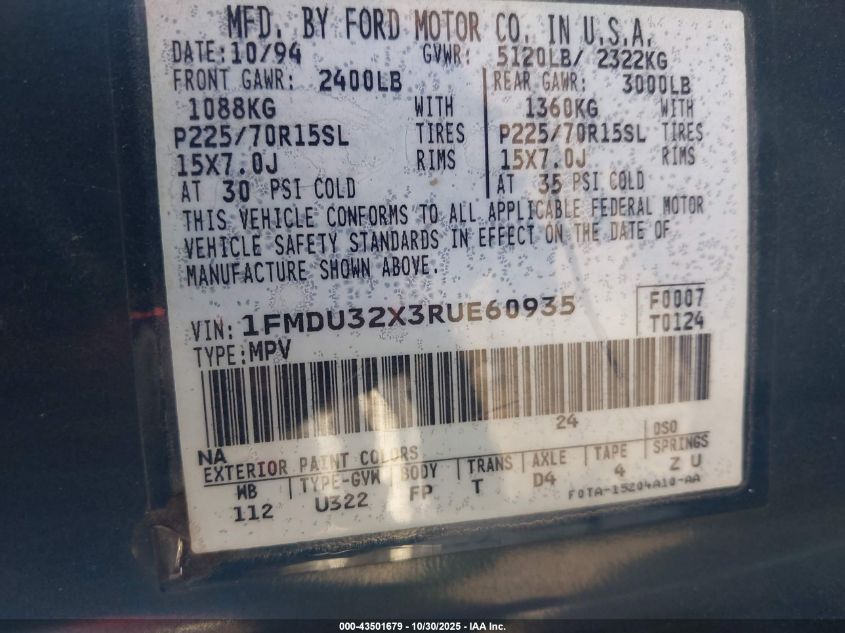 MFD. BY FORD MOTOR CO. IN U.S.A.
DATE: 10/94 GVWR: 5120LB/ 2322KG
FRONT GAWR: 2400LB REAR GAWR: 3000LB
1088KG WITH 1360KG WITH
P225/70R15SL TIRES P225/70R15SL TIRES
15X7.0J RIMS 15X7.0J RIMS
AT 30 PSI COLD AT 35 PSI COLD
THIS VEHICLE CONFORMS TO ALL APPLICABLE FEDERAL MOTOR
VEHICLE SAFETY STANDARDS IN EFFECT ON THE DATE OF
MANUFACTURE SHOWN ABOVE.
VIN: 1FMDU32X3RUE60935 F0007
TYPE: MPV T0124
24
NA DSO
EXTERIOR PAINT COLORS
WB TYPE-GVW BODY TRANS AXLE TAPE SPRINGS
112 U322 FP T D4 4 Z U
F0TA-15204A10-AA
000-43501679 - 10/30/2025 - IAA Inc.